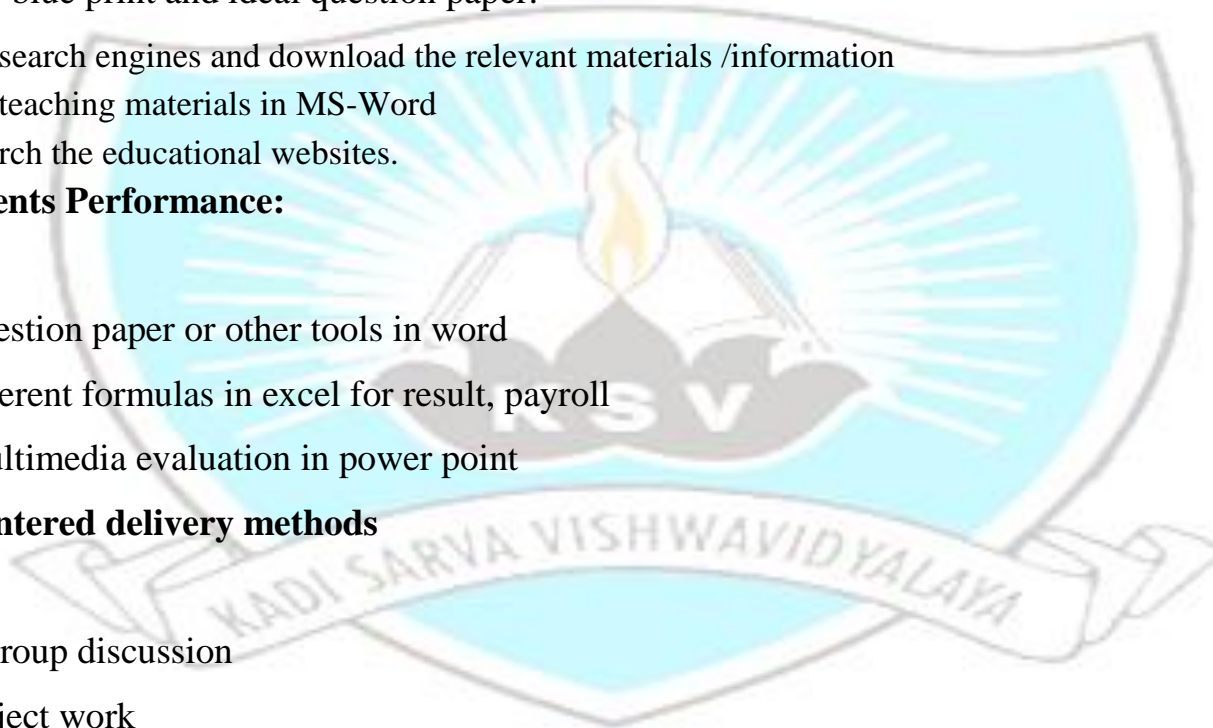 blue print and ideal question paper.
search engines and download the relevant materials /information
teaching materials in MS-Word
rch the educational websites.
ents Performance:
estion paper or other tools in word
erent formulas in excel for result, payroll
KSV
ultimedia evaluation in power point
ntered delivery methods
KADI SARVA VISHWAVIDYALAYA
roup discussion
ject work